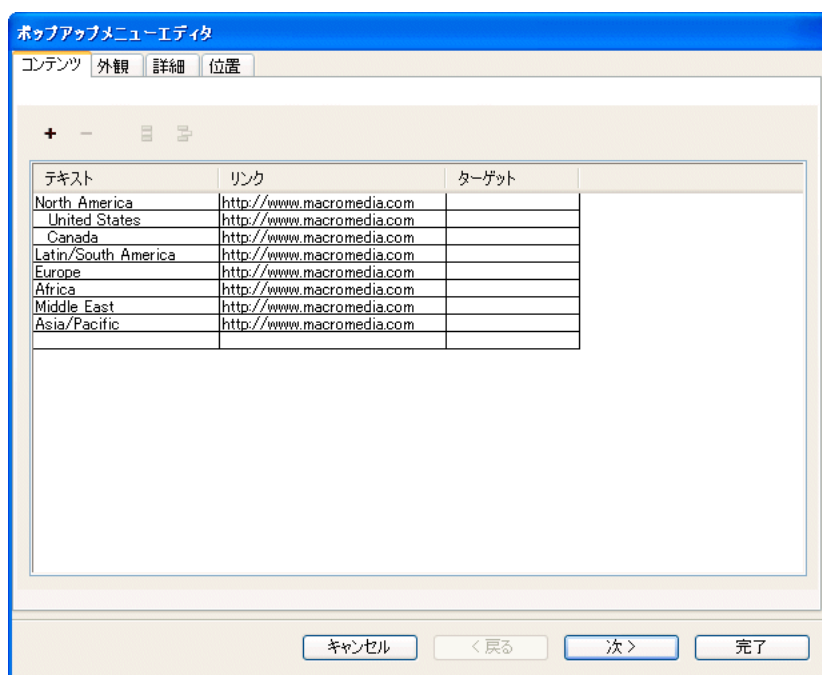 ポップアップメニューエディタ
コンテンツ 外観 詳細 位置
テキスト リンク ターゲット
North America http://www.macromedia.com
United States http://www.macromedia.com
Canada http://www.macromedia.com
Latin/South America http://www.macromedia.com
Europe http://www.macromedia.com
Africa http://www.macromedia.com
Middle East http://www.macromedia.com
Asia/Pacific http://www.macromedia.com
キャンセル < 戻る 次 > 完了